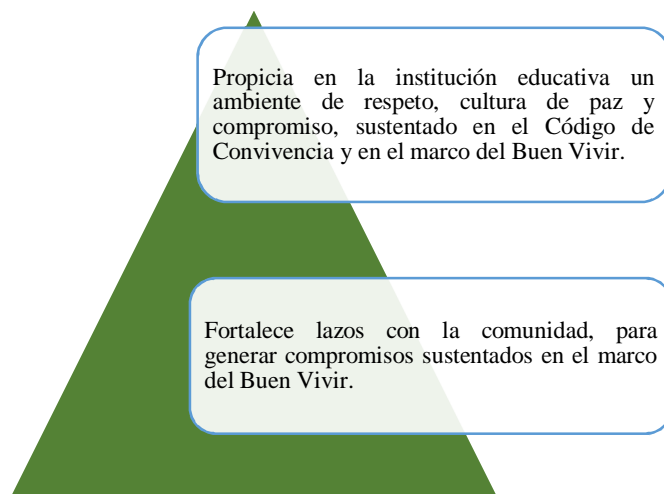 Propicia en la institución educativa un
ambiente de respeto, cultura de paz y
compromiso, sustentado en el Código de
Convivencia y en el marco del Buen Vivir.
Fortalece lazos con la comunidad, para
generar compromisos sustentados en el marco
del Buen Vivir.